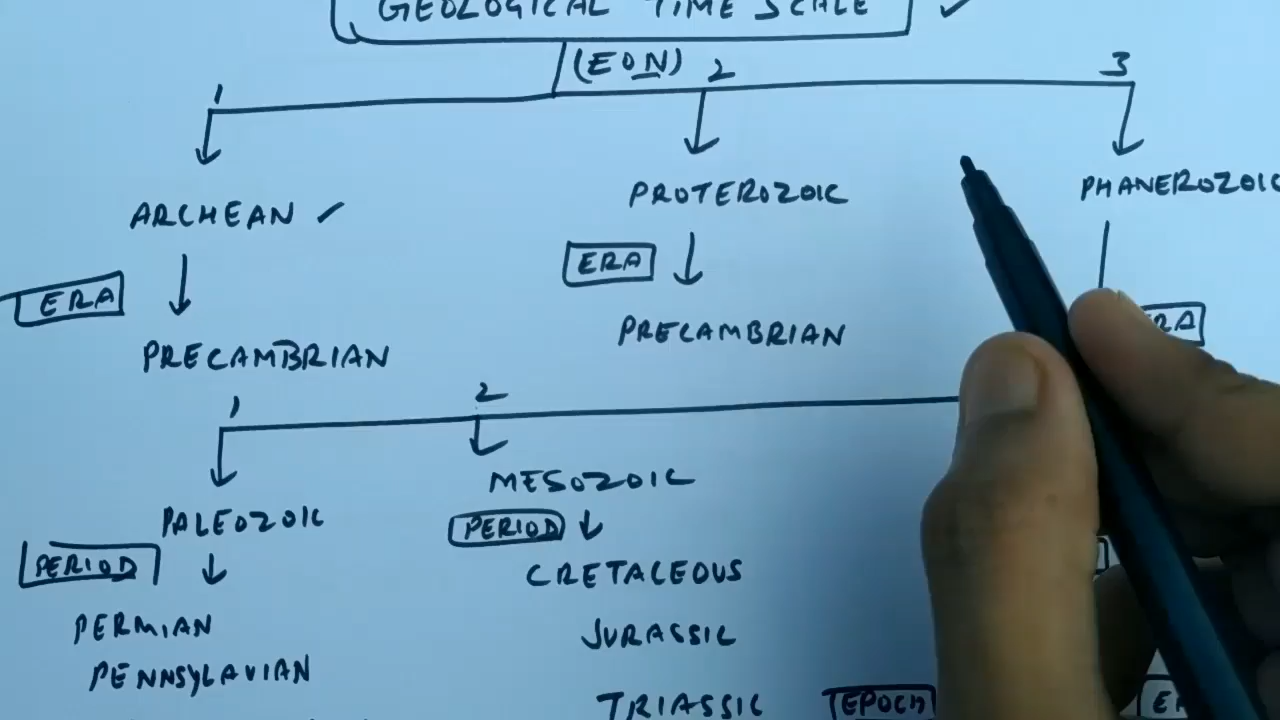 GEOLOGICAL TIME SCALE
(EON)
1 2 3
ARCHEAN PROTEROZOIC PHANEROZOIC
ERA ERA
PRECAMBRIAN PRECAMBRIAN
1 2
PALEOZOIC MESOZOIC
PERIOD PERIOD
PERMIAN CRETACEOUS
PENNSYLAVIAN JURASSIC
TRIASSIC EPOCH